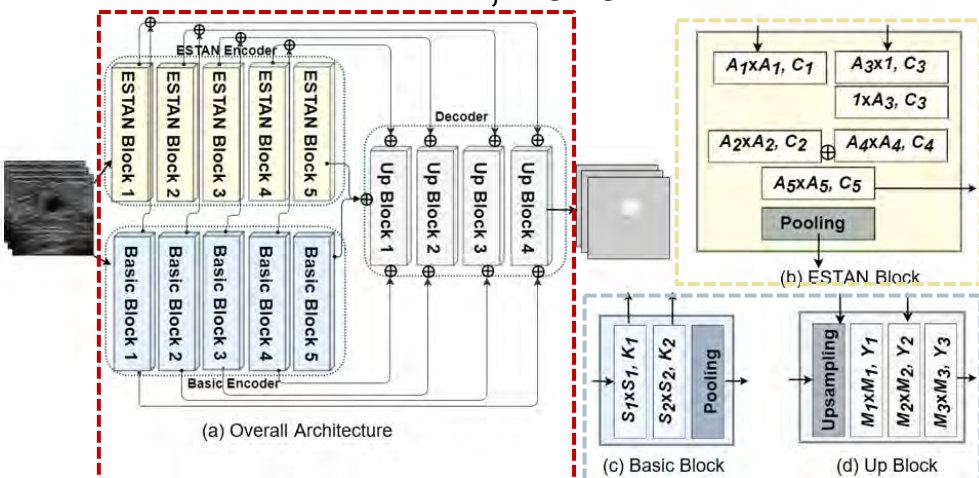 ESTAN Encoder
ESTAN Block 1
ESTAN Block 2
ESTAN Block 3
ESTAN Block 4
ESTAN Block 5
Decoder
Up Block 1
Up Block 2
Up Block 3
Up Block 4
Basic Block 1
Basic Block 2
Basic Block 3
Basic Block 4
Basic Block 5
Basic Encoder
(a) Overall Architecture
A1xA1, C1
A3x1, C3
1xA3, C3
A2xA2, C2
A4xA4, C4
A5xA5, C5
Pooling
(b) ESTAN Block
S1xS1, K1
S2xS2, K2
Pooling
(c) Basic Block
Upsampling
M1xM1, Y1
M2xM2, Y2
M3xM3, Y3
(d) Up Block